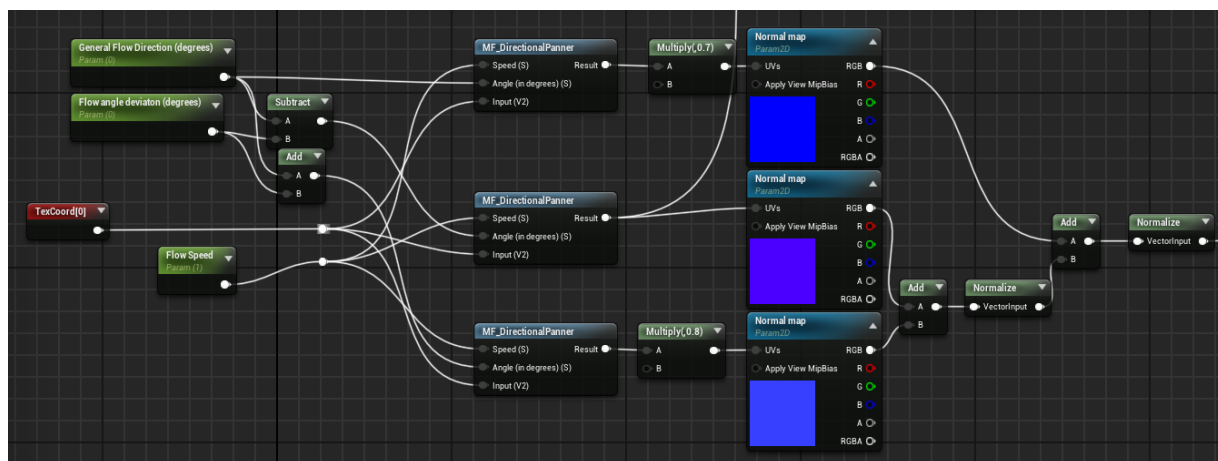 General Flow Direction (degrees)
Param (0)
Flow angle deviaton (degrees)
Param (0)
Subtract
A
B
Add
A
B
TexCoord[0]
Flow Speed
Param (1)
MF_DirectionalPanner
Speed (S) Result
Angle (in degrees) (S)
Input (V2)
Multiply(,0.7)
A
B
Normal map
Param2D
UVs RGB
Apply View MipBias R
G
B
A
RGBA
MF_DirectionalPanner
Speed (S) Result
Angle (in degrees) (S)
Input (V2)
Normal map
Param2D
UVs RGB
Apply View MipBias R
G
B
A
RGBA
MF_DirectionalPanner
Speed (S) Result
Angle (in degrees) (S)
Input (V2)
Multiply(,0.8)
A
B
Normal map
Param2D
UVs RGB
Apply View MipBias R
G
B
A
RGBA
Add
A
B
Normalize
VectorInput
Add
A
B
Normalize
VectorInput